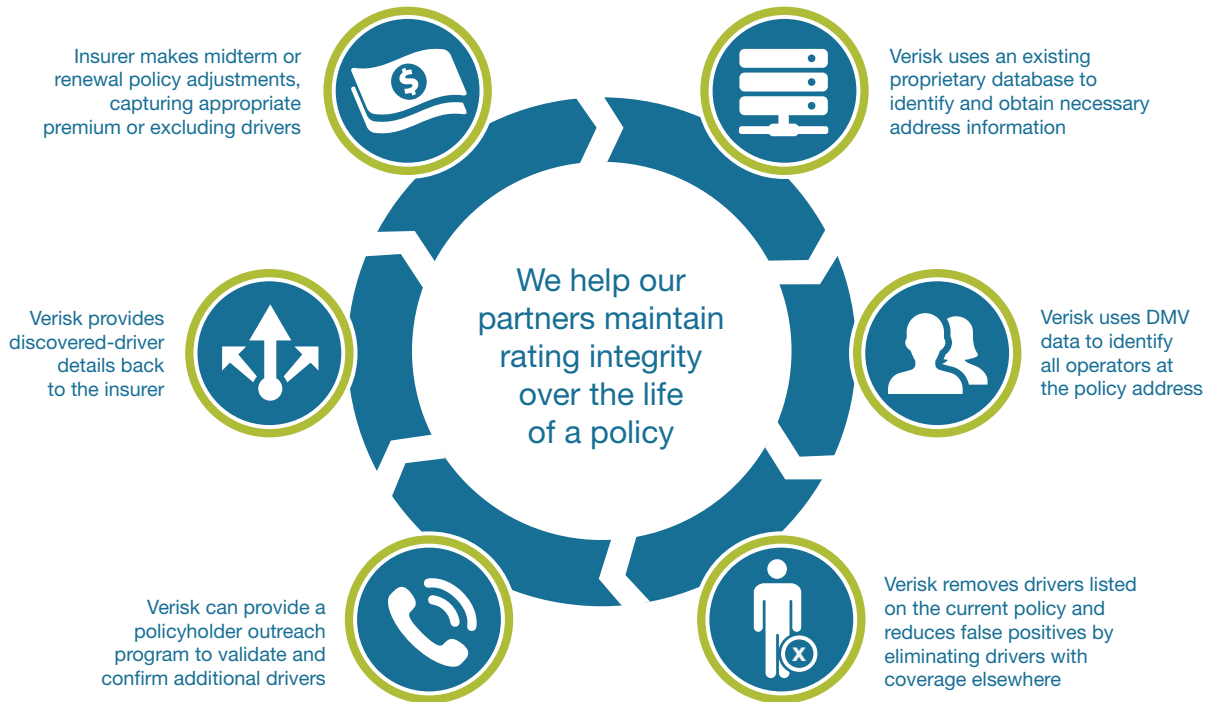 Insurer makes midterm or
renewal policy adjustments,
capturing appropriate
premium or excluding drivers
$
Verisk uses an existing
proprietary database to
identify and obtain necessary
address information
We help our
partners maintain
rating integrity
over the life
of a policy
Verisk provides
discovered-driver
details back
to the insurer
Verisk uses DMV
data to identify
all operators at
the policy address
Verisk can provide a
policyholder outreach
program to validate and
confirm additional drivers
X
Verisk removes drivers listed
on the current policy and
reduces false positives by
eliminating drivers with
coverage elsewhere